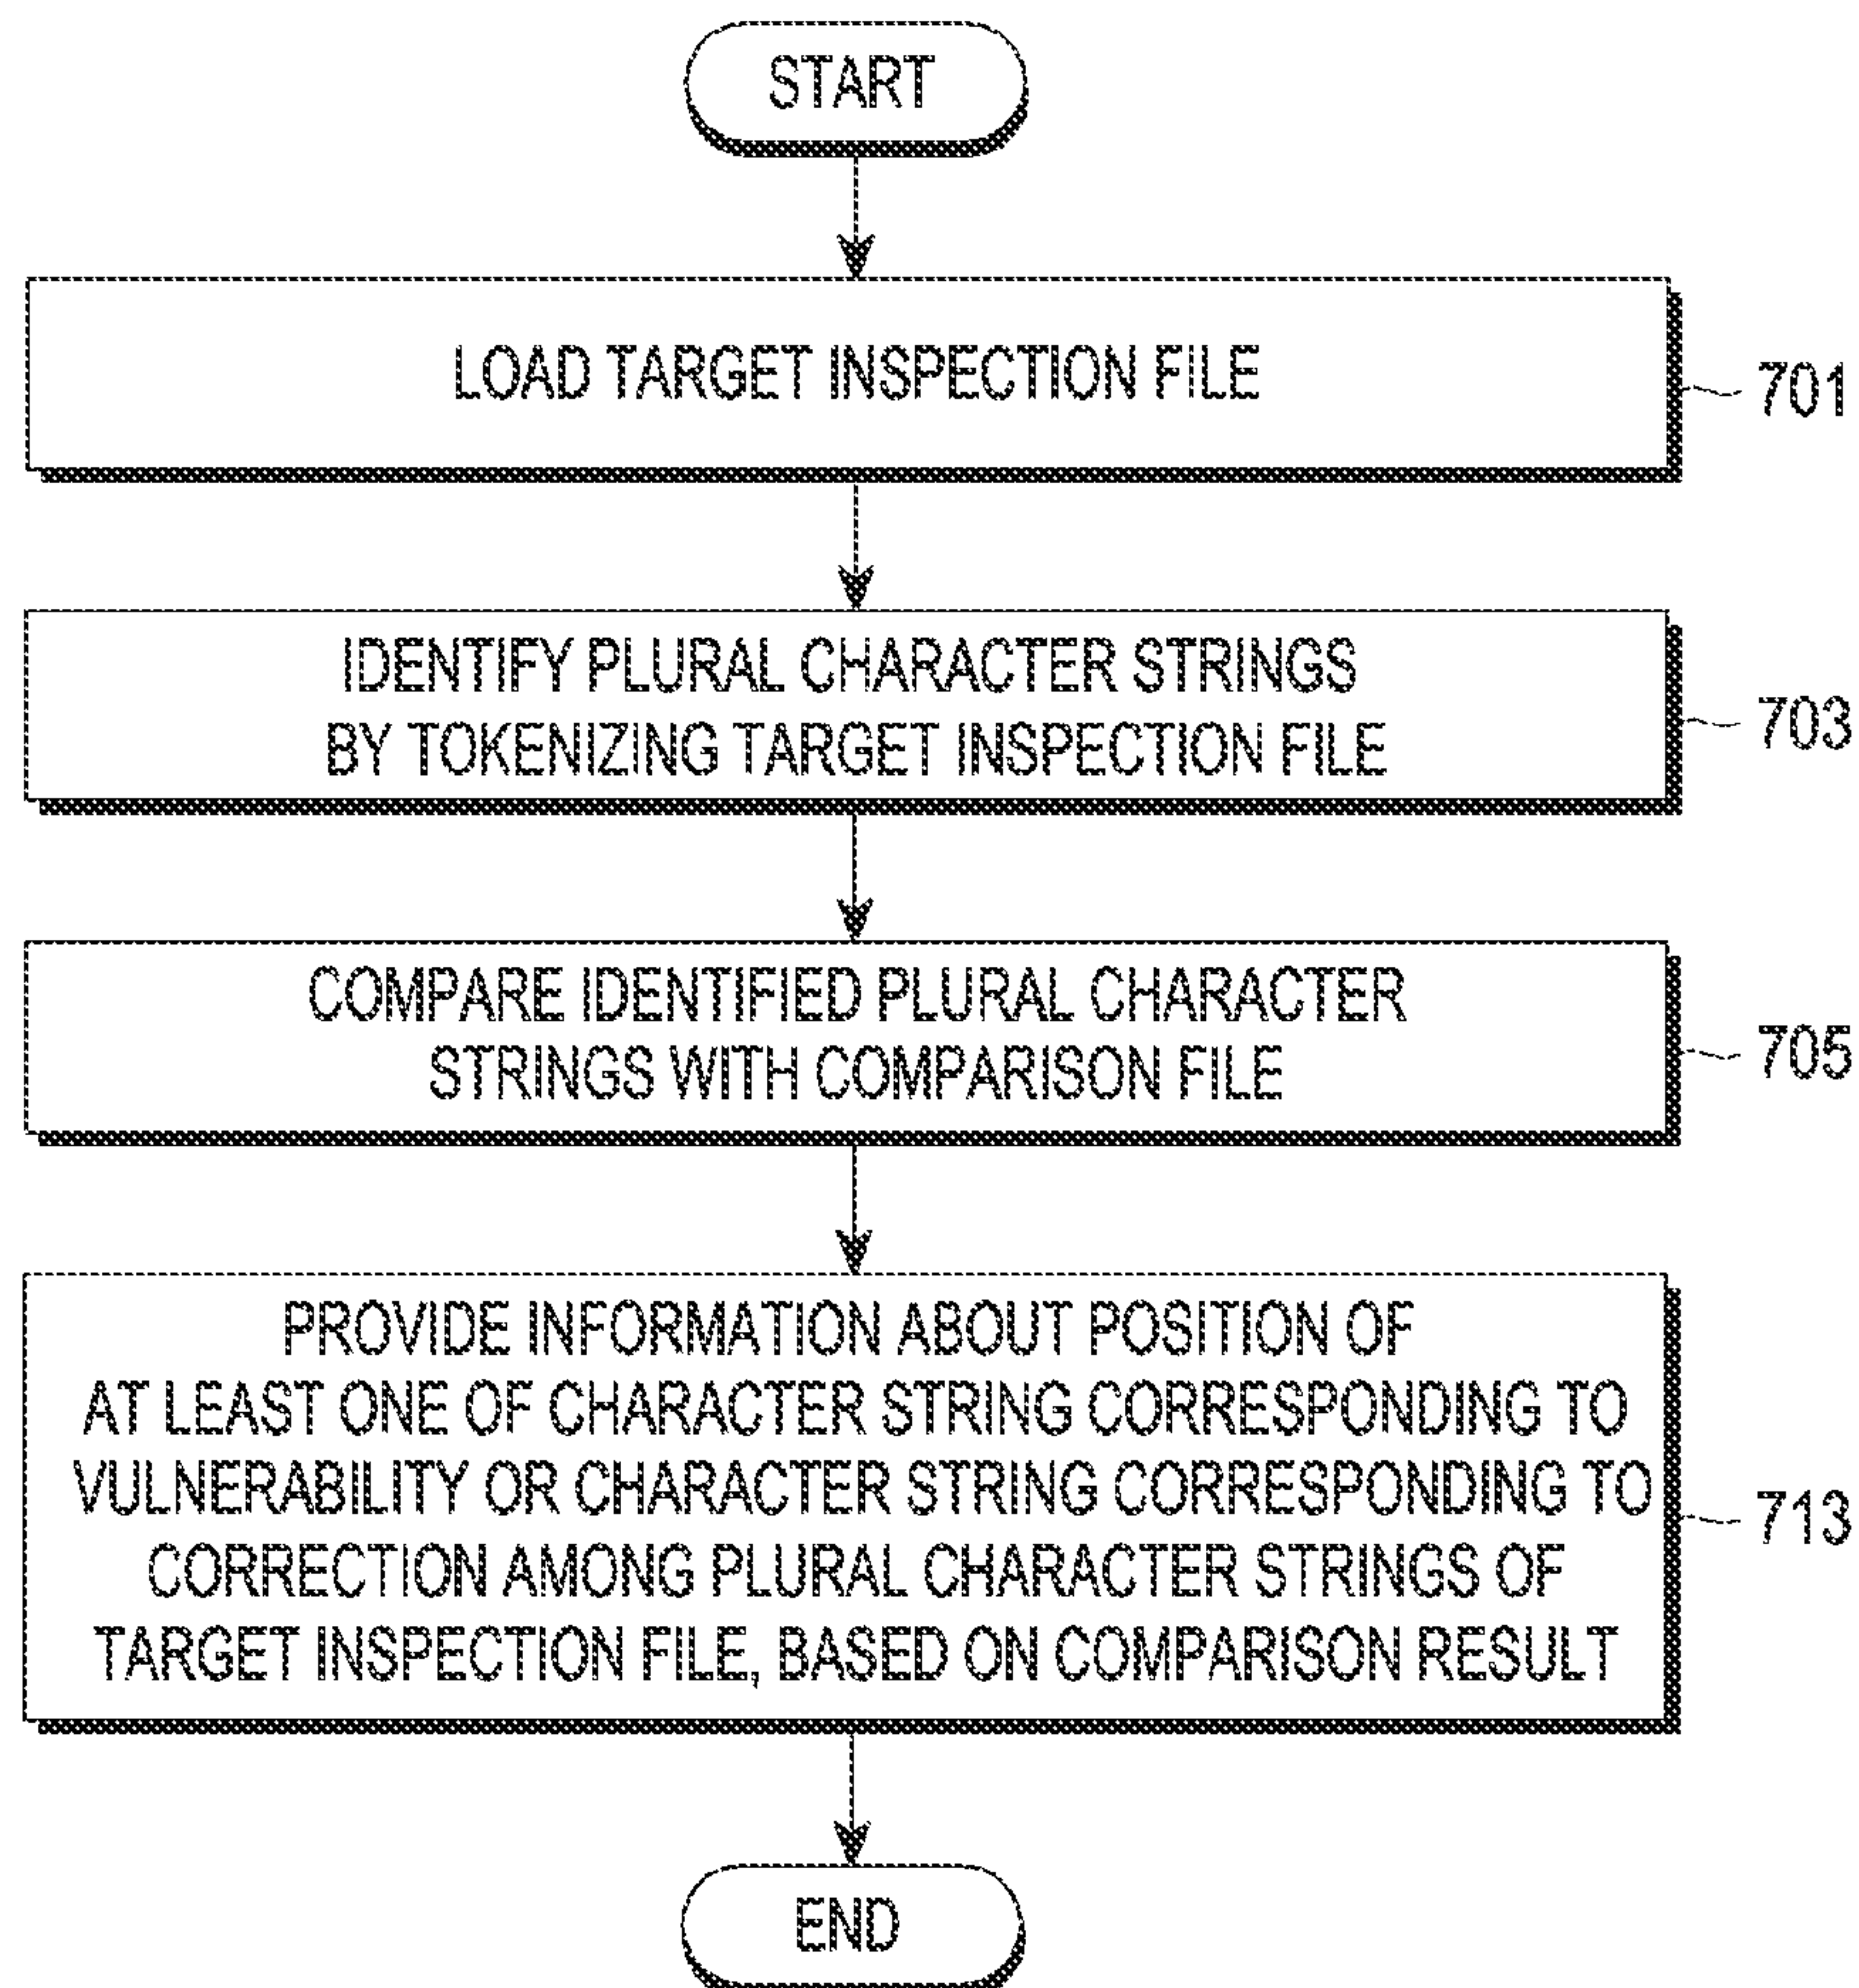 START
LOAD TARGET INSPECTION FILE
701
IDENTIFY PLURAL CHARACTER STRINGS
BY TOKENIZING TARGET INSPECTION FILE
703
COMPARE IDENTIFIED PLURAL CHARACTER
STRINGS WITH COMPARISON FILE
705
PROVIDE INFORMATION ABOUT POSITION OF
AT LEAST ONE OF CHARACTER STRING CORRESPONDING TO
VULNERABILITY OR CHARACTER STRING CORRESPONDING TO
CORRECTION AMONG PLURAL CHARACTER STRINGS OF
TARGET INSPECTION FILE, BASED ON COMPARISON RESULT
713
END